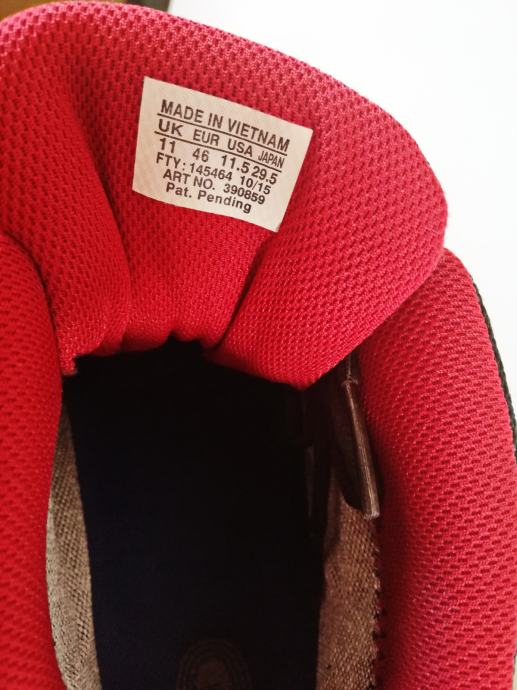 MADE IN VIETNAM
UK EUR USA JAPAN
11 46 11.5 29.5
FTY: 145464 10/15
ART NO. 390859
Pat. Pending